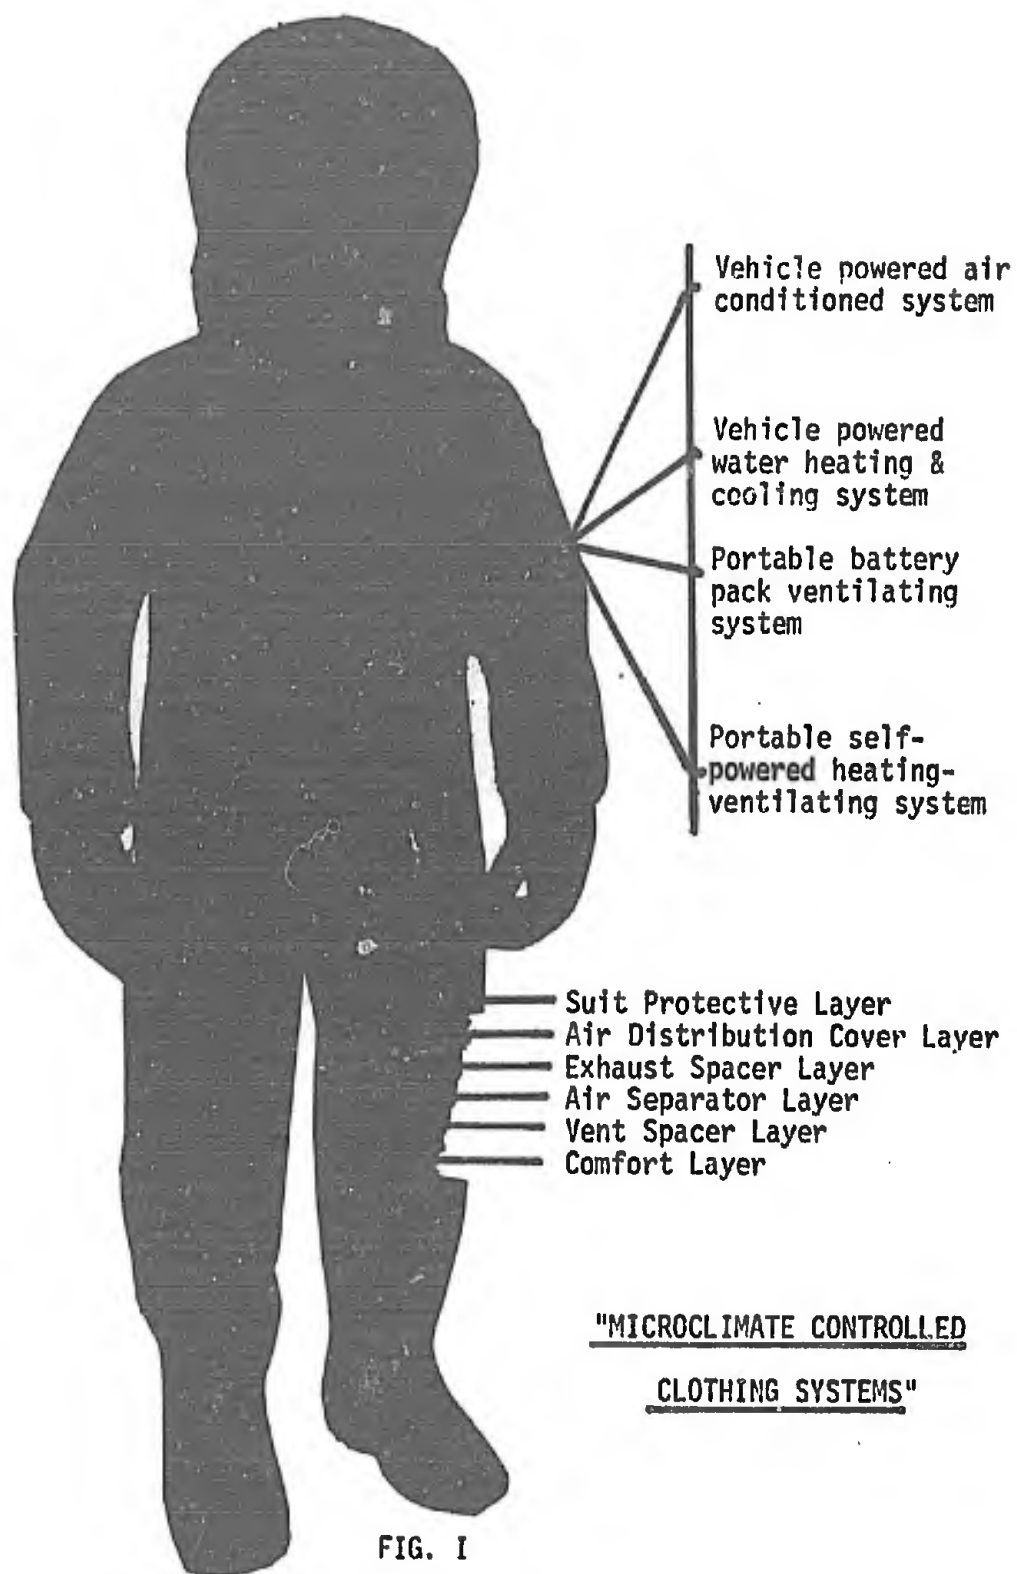 Vehicle powered air
conditioned system
Vehicle powered
water heating &
cooling system
Portable battery
pack ventilating
system
Portable self-
powered heating-
ventilating system
Suit Protective Layer
Air Distribution Cover Layer
Exhaust Spacer Layer
Air Separator Layer
Vent Spacer Layer
Comfort Layer
"MICROCLIMATE CONTROLLED
CLOTHING SYSTEMS"
FIG. I